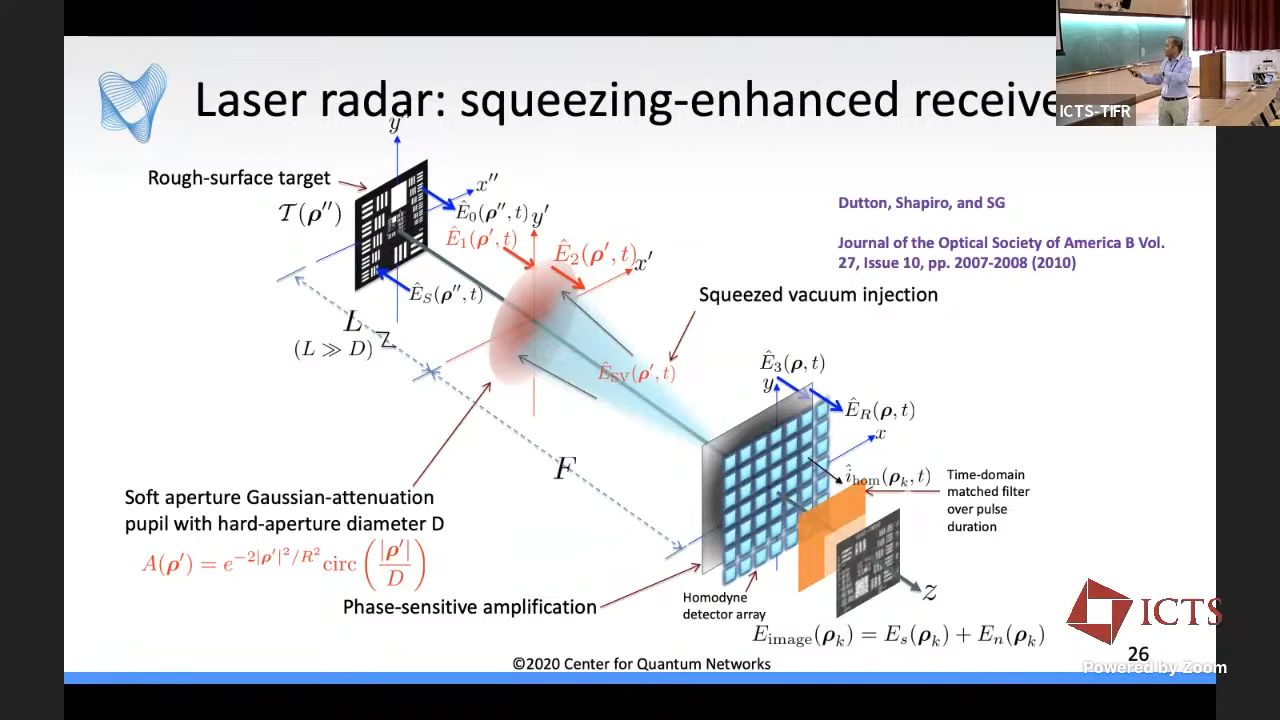 Laser radar: squeezing-enhanced receive
ICTS-TIFR
Rough-surface target
𝒯(ρ′′)
y′′
x′′
Ê₀(ρ′′, t)
Ê₁(ρ′, t)
y′
Ê₂(ρ′, t)
x′
Ê_S(ρ′′, t)
Dutton, Shapiro, and SG
Journal of the Optical Society of America B Vol.
27, Issue 10, pp. 2007-2008 (2010)
Squeezed vacuum injection
L
(L ≫ D)
Ê_SV(ρ′, t)
Ê₃(ρ, t)
y
Ê_R(ρ, t)
x
F
î_hom(ρ_k, t)
Time-domain
matched filter
over pulse
duration
Soft aperture Gaussian-attenuation
pupil with hard-aperture diameter D
A(ρ′) = e^{−2|ρ′|²/R²} circ(|ρ′|/D)
Phase-sensitive amplification
Homodyne
detector array
z
E_image(ρ_k) = E_s(ρ_k) + E_n(ρ_k)
ICTS
26
©2020 Center for Quantum Networks
Powered by Zoom